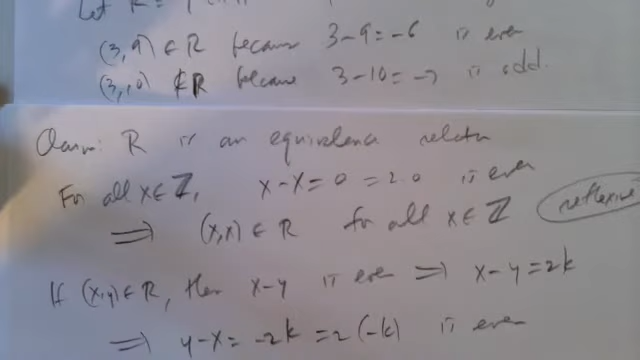 Let R =
(3,9) ∈ R because 3-9=-6 is even
(3,10) ∉ R because 3-10=-7 is odd.
Claim: R is an equivalence relation
For all x∈ℤ, x-x=0=2·0 is even
⟹ (x,x) ∈ R for all x∈ℤ reflexive
If (x,y)∈R, then x-y is even ⟹ x-y=2k
⟹ y-x=-2k=2(-k) is even